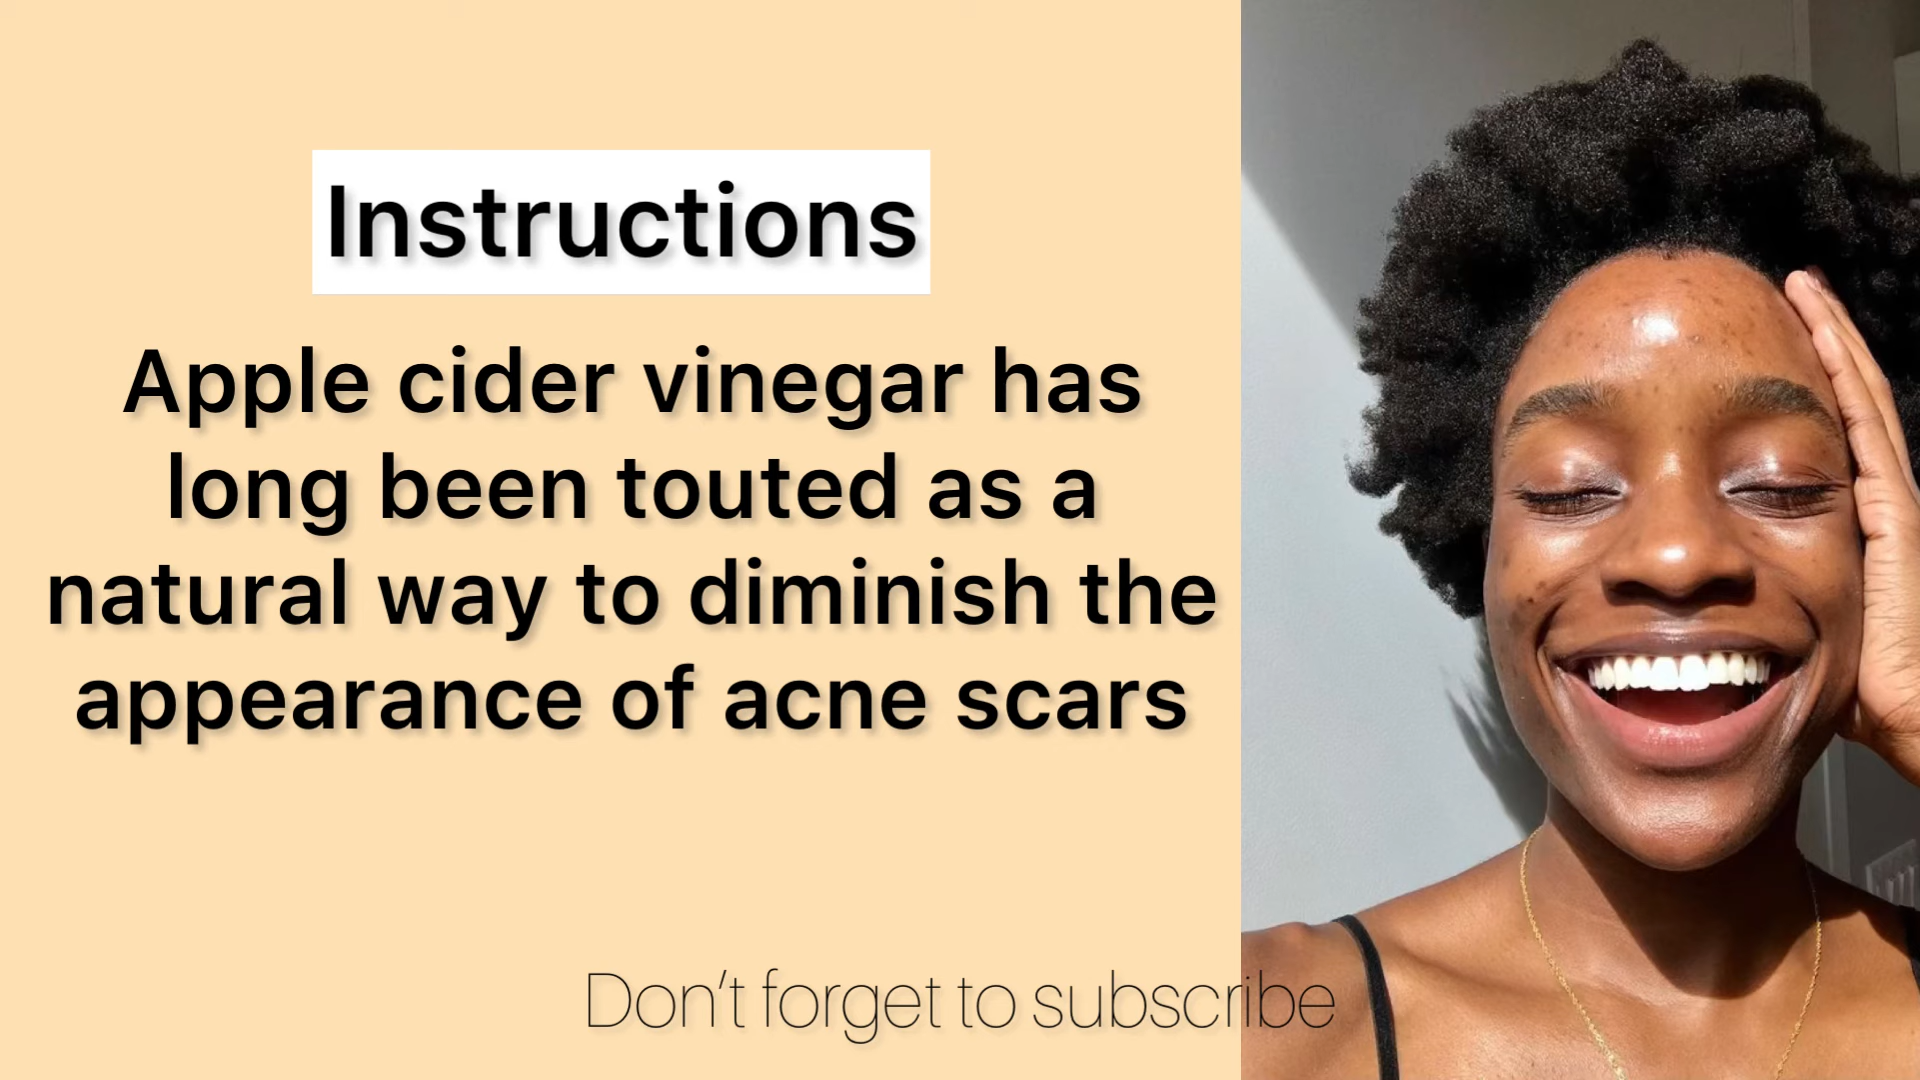 Instructions
Apple cider vinegar has
long been touted as a
natural way to diminish the
appearance of acne scars
Don't forget to subscribe